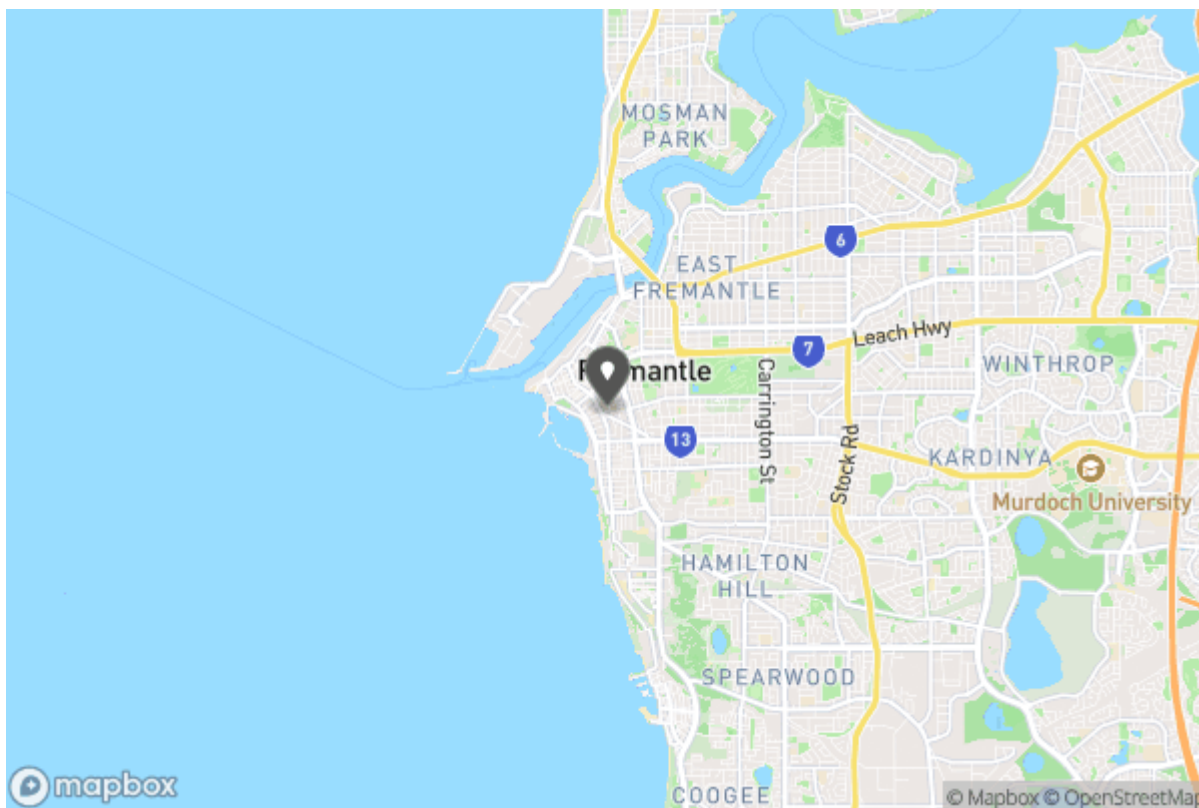 MOSMAN
PARK
6
EAST
FREMANTLE
Leach Hwy
7
WINTHROP
Carrington St
13
Stock Rd
KARDINYA
Murdoch University
HAMILTON
HILL
SPEARWOOD
COOGEE
mapbox
© Mapbox © OpenStreetMap